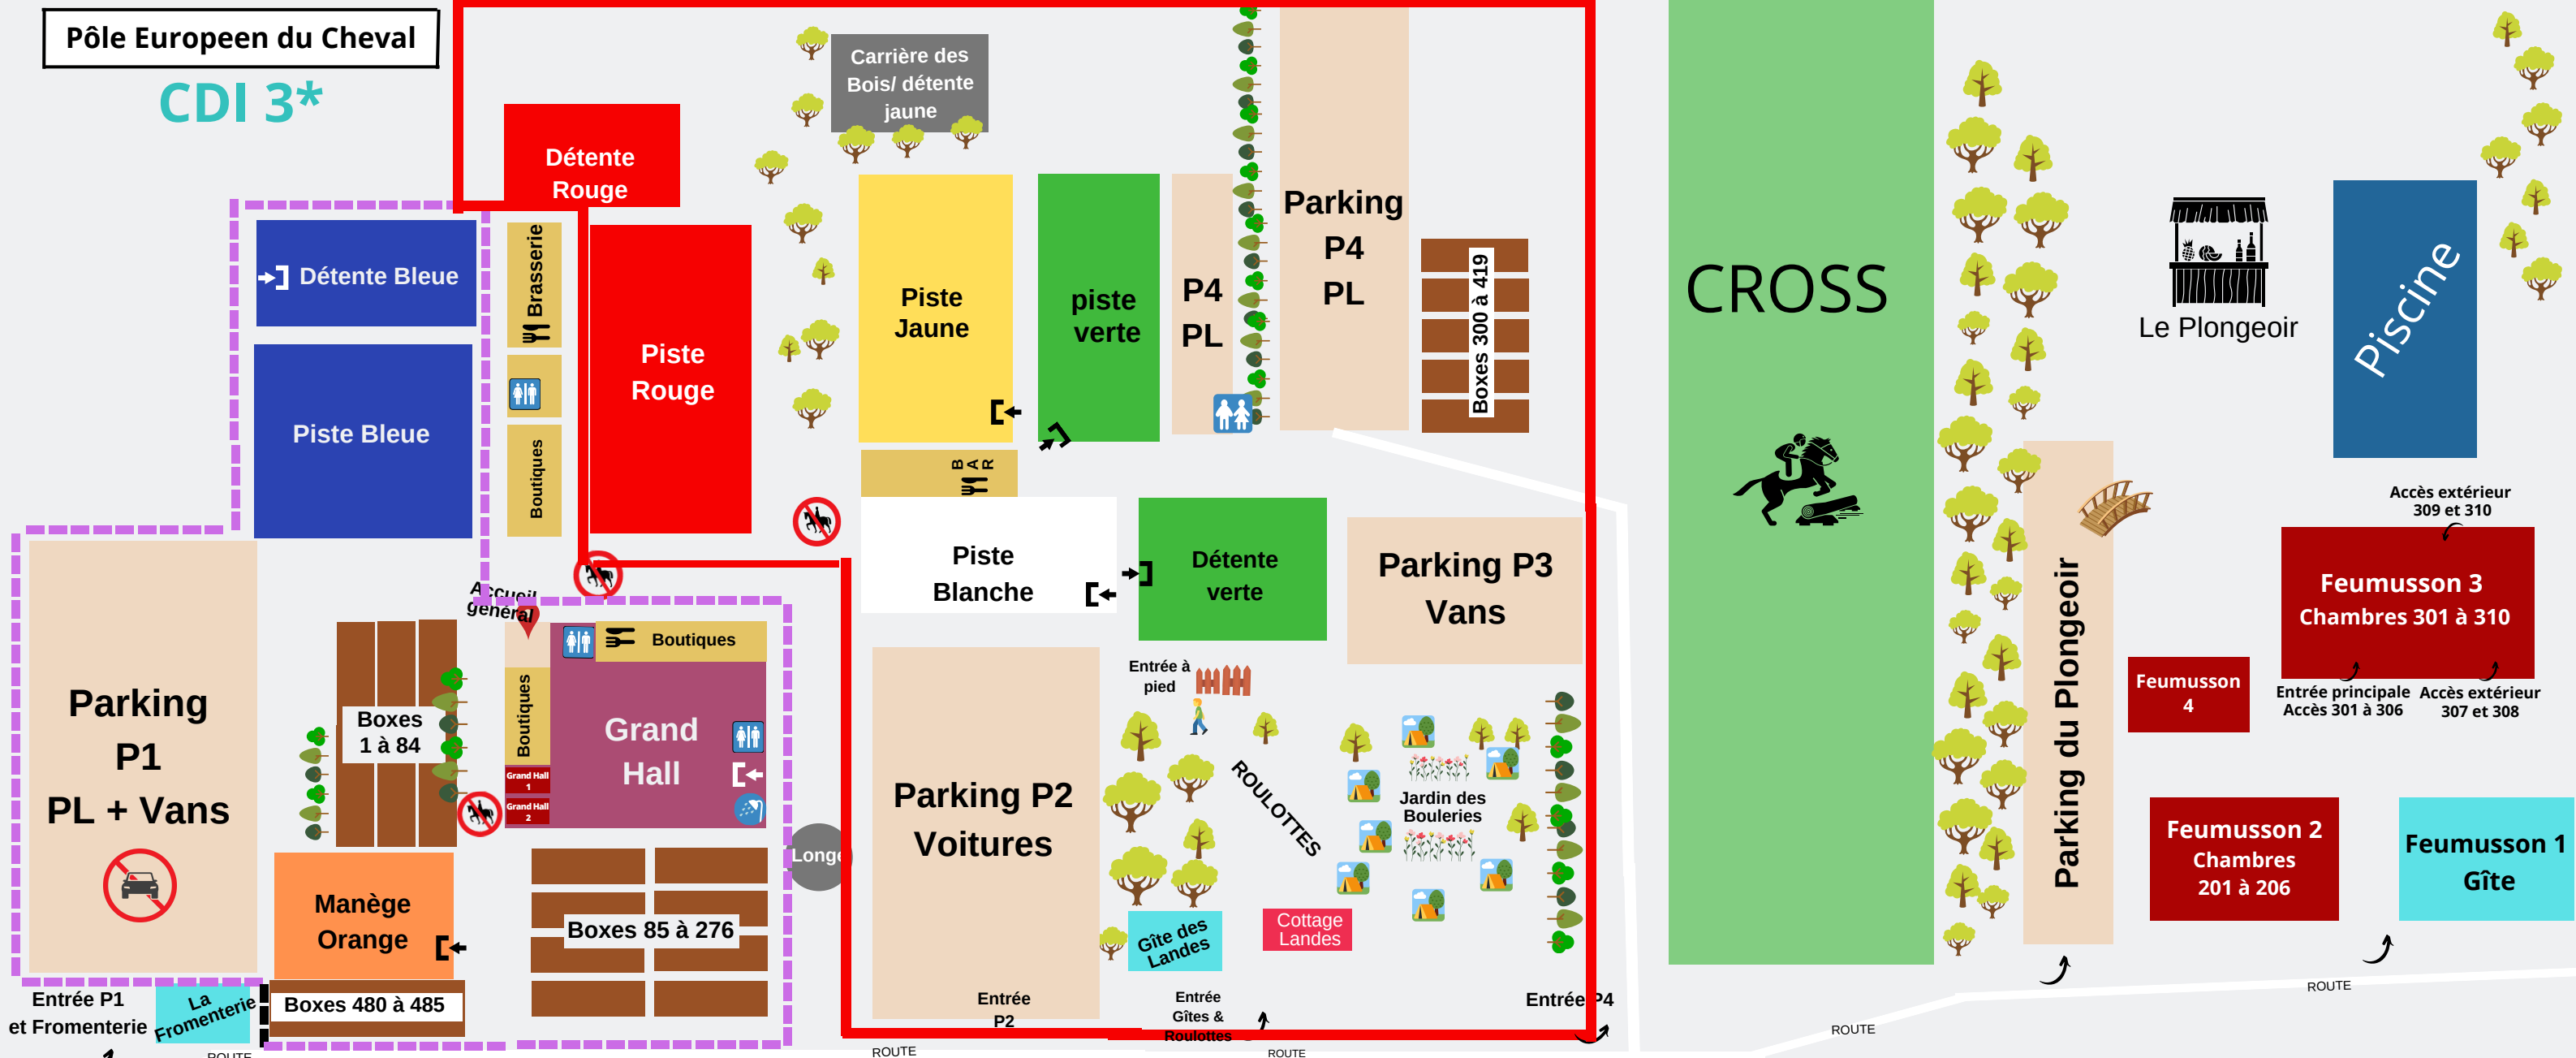 Pôle Europeen du Cheval
CDI 3*
Détente
Rouge
Carrière des
Bois/ détente
jaune
Détente Bleue
Brasserie
Piste Bleue
Boutiques
Piste
Rouge
Piste
Jaune
piste
verte
P4
PL
Parking
P4
PL
Boxes 300 à 419
B
A
R
CROSS
Le Plongeoir
Piscine
Piste
Blanche
Détente
verte
Parking P3
Vans
Accueil
général
Parking
P1
PL + Vans
Boxes
1 à 84
Boutiques
Boutiques
Grand
Hall
Grand Hall
1
Grand Hall
2
Longe
Manège
Orange
Boxes 85 à 276
Boxes 480 à 485
Entrée P1
et Fromenterie
La
Fromenterie
ROUTE
Parking P2
Voitures
Entrée
P2
Entrée à
pied
ROULOTTES
Jardin des
Bouleries
Gîte des
Landes
Cottage
Landes
Entrée
Gîtes &
Roulottes
Entrée P4
ROUTE
ROUTE
Parking du Plongeoir
Accès extérieur
309 et 310
Feumusson 3
Chambres 301 à 310
Entrée principale
Accès 301 à 306
Accès extérieur
307 et 308
Feumusson
4
Feumusson 2
Chambres
201 à 206
Feumusson 1
Gîte
ROUTE
ROUTE